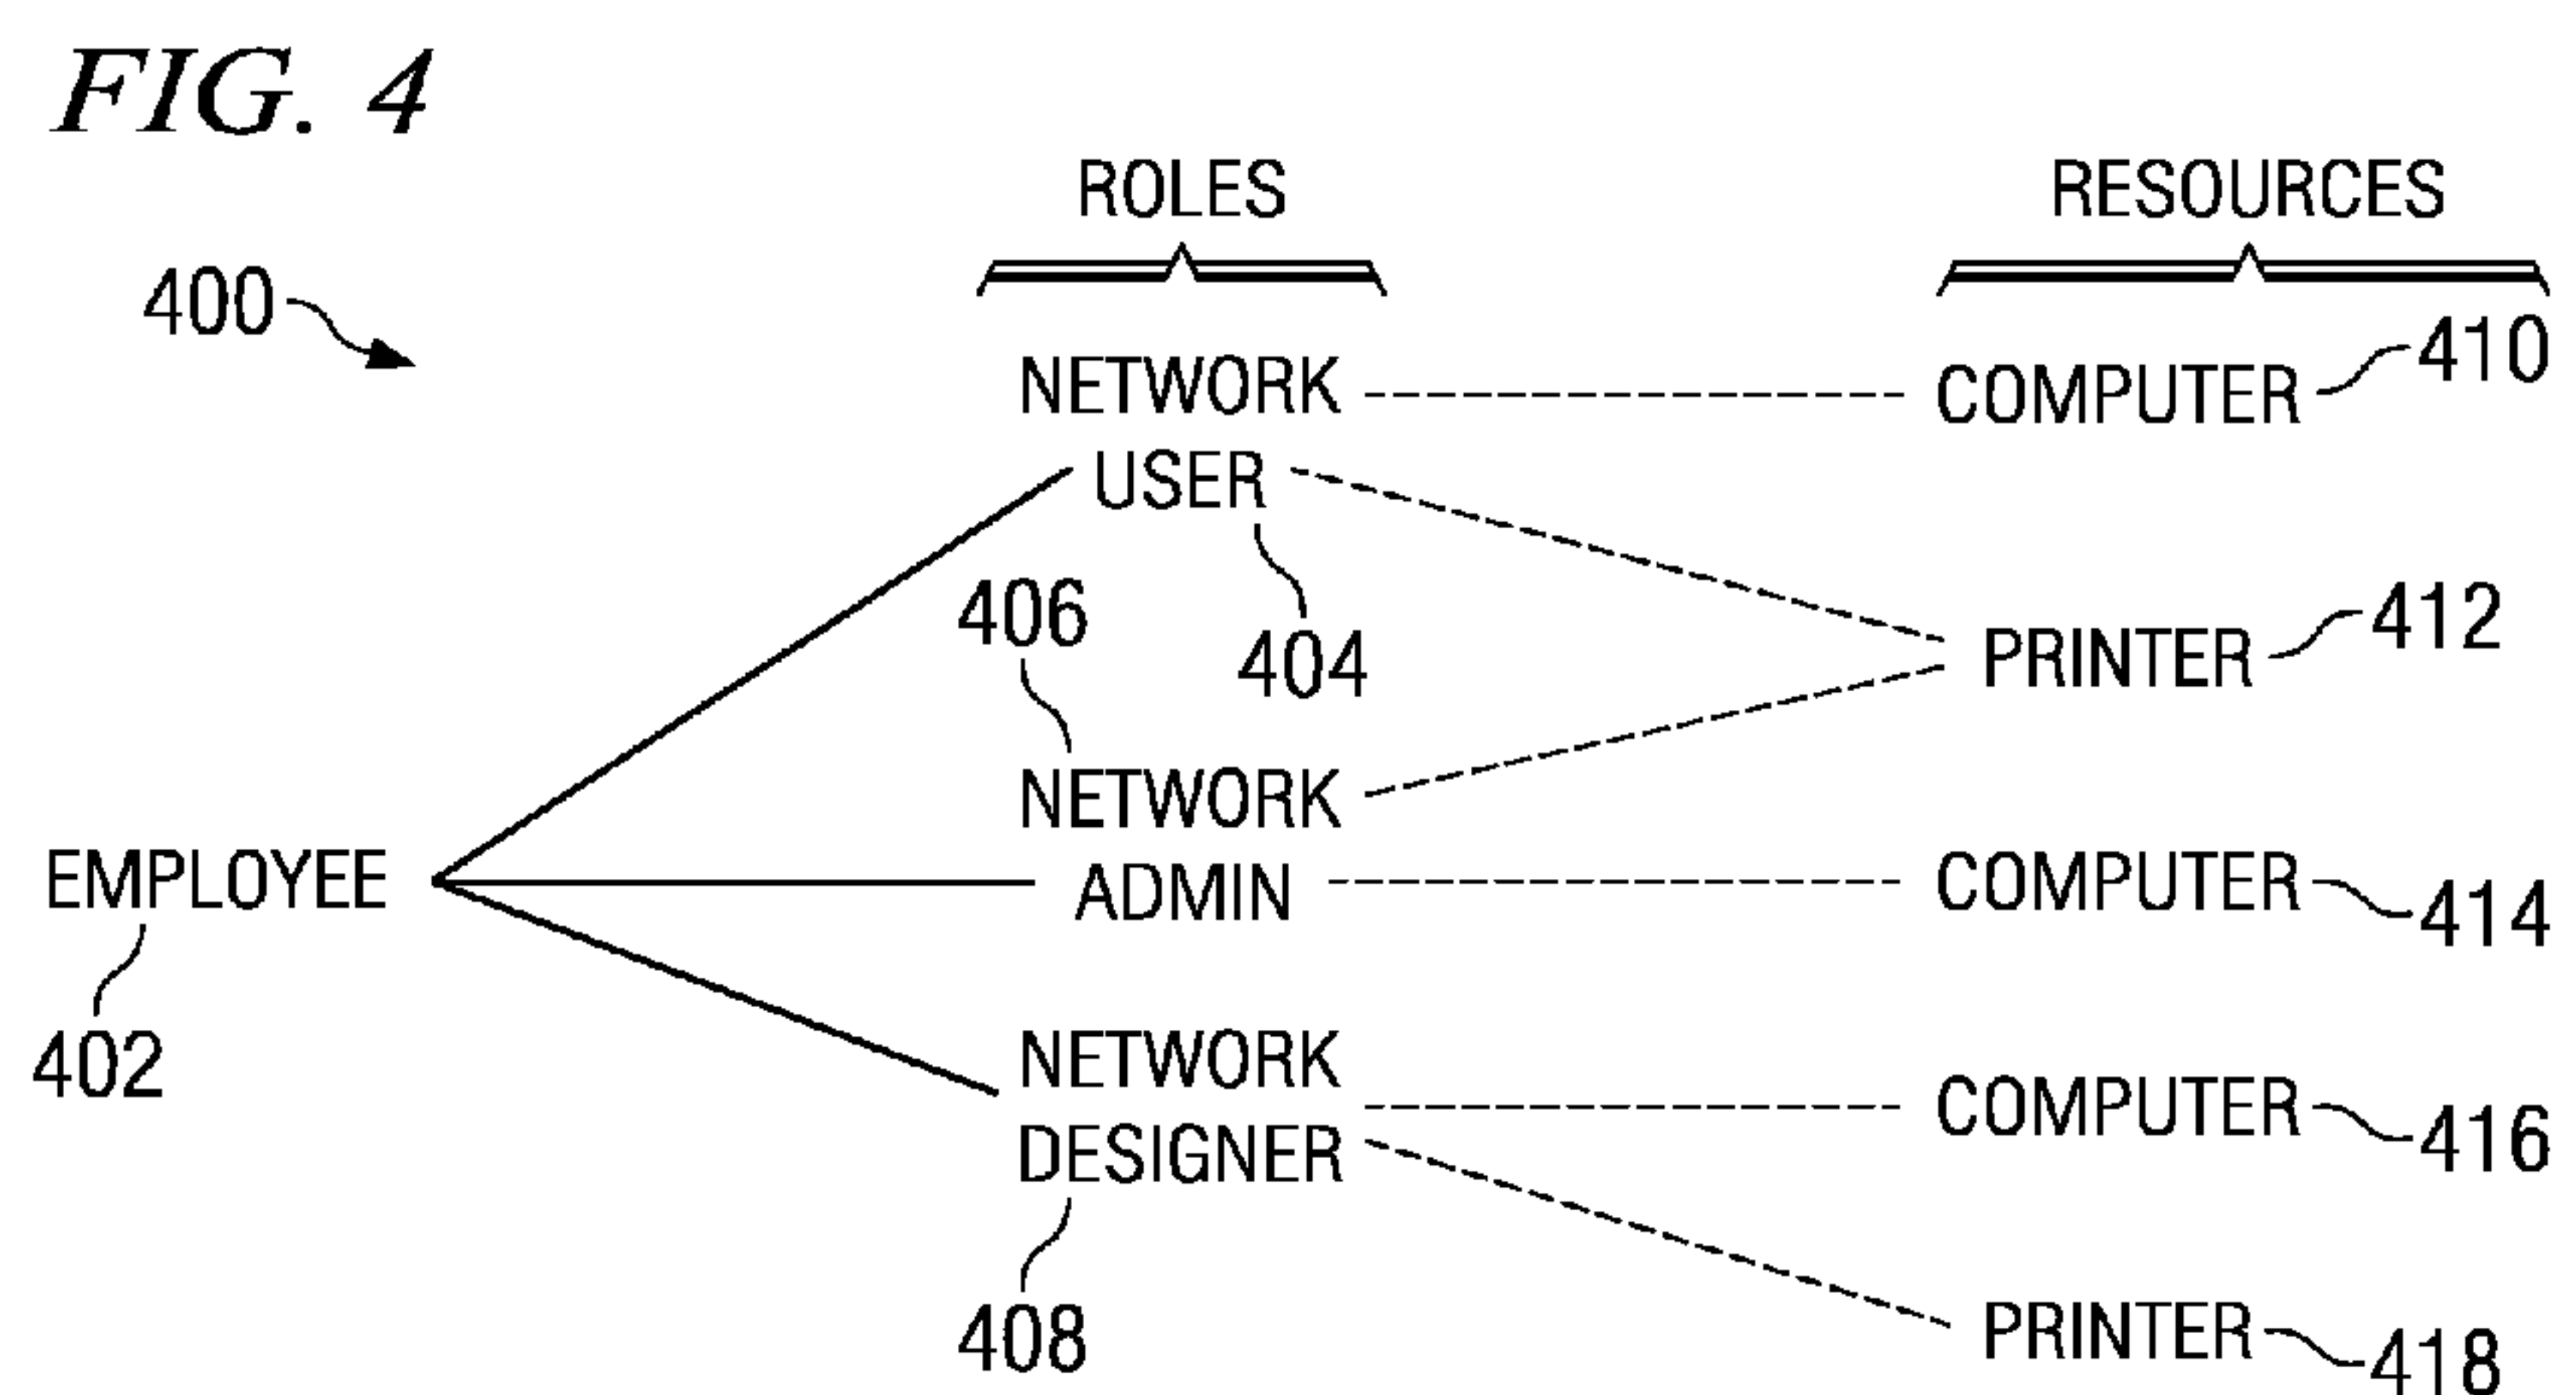 FIG. 4
ROLES
RESOURCES
400
NETWORK
USER
404
COMPUTER
410
PRINTER
412
406
NETWORK
ADMIN
EMPLOYEE
402
COMPUTER
414
NETWORK
DESIGNER
408
COMPUTER
416
PRINTER
418